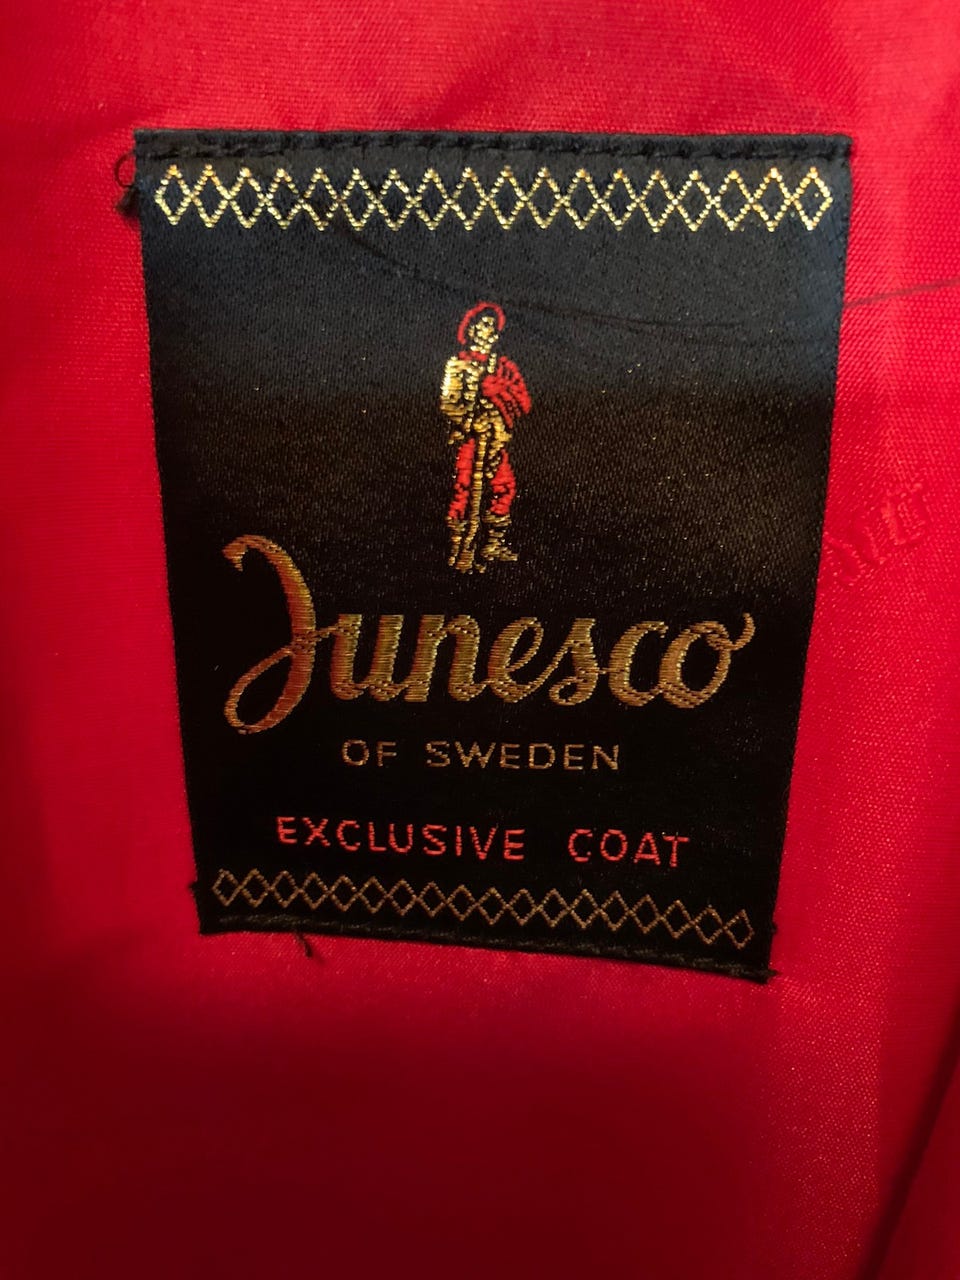 Junesco
OF SWEDEN
EXCLUSIVE COAT